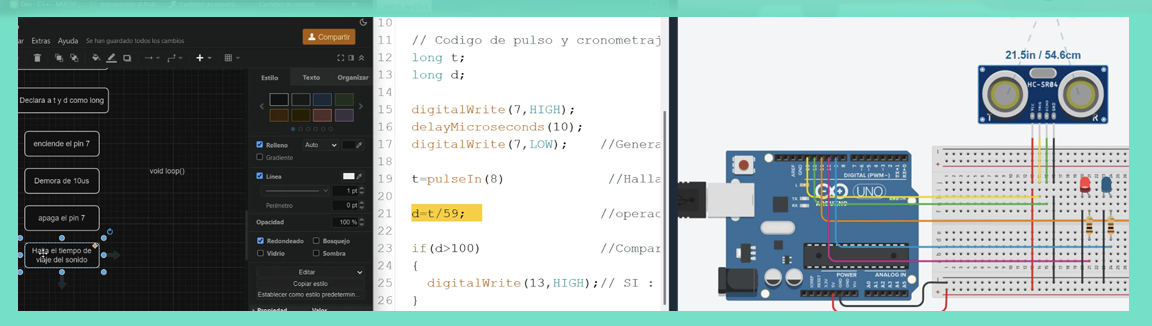 Extras Ayuda Se han guardado todos los cambios
Compartir
Estilo Texto Organizar
Declara a t y d como long
enciende el pin 7
Demora de 10us
apaga el pin 7
Halla el tiempo de
viaje del sonido
void loop()
Relleno Auto
Gradiente
Línea
1 pt
Perímetro 0 pt
Opacidad 100 %
Redondeado Bosquejo
Vidrio Sombra
Editar
Copiar estilo
Establecer como estilo predetermin...
Propiedad Valor
10
11 // Codigo de pulso y cronometraj
12 long t;
13 long d;
14
15 digitalWrite(7,HIGH);
16 delayMicroseconds(10);
17 digitalWrite(7,LOW); //Genera
18
19 t=pulseIn(8) //Halla
20
21 d=t/59; //operac
22
23 if(d>100) //Compar
24 {
25 digitalWrite(13,HIGH);// SI :
26 {
21.5in / 54.6cm
HC-SR04
T R
DIGITAL (PWM~)
UNO
POWER ANALOG IN